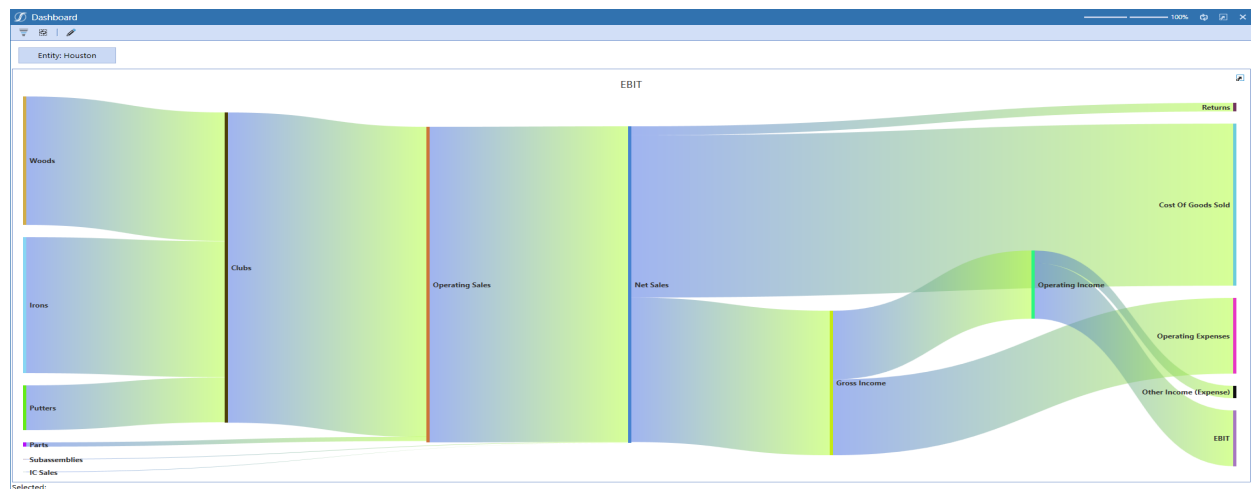 Dashboard
100%
Entity: Houston
EBIT
Returns
Woods
Cost Of Goods Sold
Clubs
Operating Sales
Net Sales
Operating Income
Irons
Operating Expenses
Gross Income
Other Income (Expense)
Putters
EBIT
Parts
Subassemblies
IC Sales
Selected: